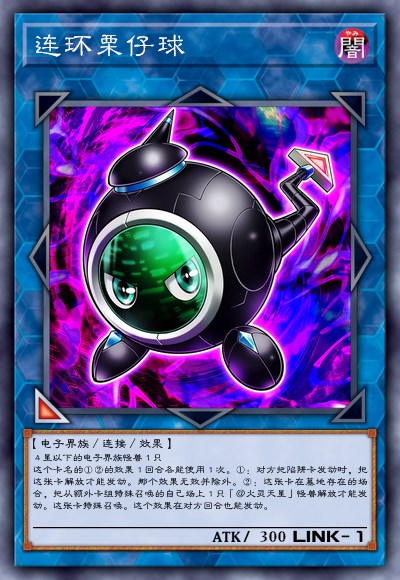 连环栗仔球
やみ
闇
【电子界族/连接/效果】
4星以下的电子界族怪兽1只
这个卡名的①②的效果1回合各能使用1次。①：对方把陷阱卡发动时，把
这张卡解放才能发动。那个效果无效并除外。②：这张卡在墓地存在的场
合，把从额外卡组特殊召唤的自己场上1只「@火灵天星」怪兽解放才能发
动。这张卡特殊召唤。这个效果在对方回合也能发动。
ATK/ 300 LINK-1